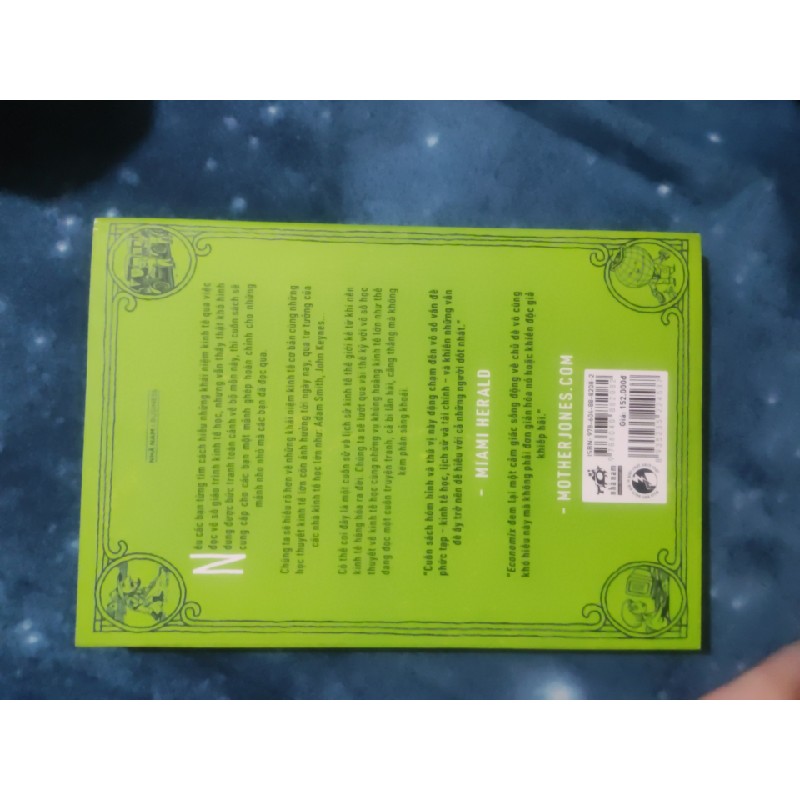 NHÃ NAM
Nếu các bạn từng tìm cách hiểu những khái niệm kinh tế qua việc
đọc vô số giáo trình kinh tế học, nhưng vẫn thấy thật khó hình
dung được bức tranh toàn cảnh về bộ môn này, thì cuốn sách sẽ
cung cấp cho các bạn một mảnh ghép hoàn chỉnh cho những
mảnh nho nhỏ mà các bạn đã đọc qua.
Chúng ta sẽ hiểu rõ hơn về những khái niệm kinh tế cơ bản cùng những
học thuyết kinh tế lớn còn ảnh hưởng tới ngày nay, qua tư tưởng của
các nhà kinh tế học lớn như: Adam Smith, John Keynes...
Có thể coi đây là một cuốn sử về lịch sử kinh tế thế giới kể từ khi nền
kinh tế hàng hóa ra đời. Chúng ta sẽ lướt qua vài thế kỷ với vô số học
thuyết về kinh tế học cùng những vụ khủng hoảng kinh tế lớn như thể
đang đọc một cuốn truyện tranh, cả bi lẫn hài, căng thẳng mà không
kém phần sảng khoái.
"Cuốn sách hóm hỉnh và thú vị này động chạm đến vô số vấn đề
phức tạp - kinh tế học, lịch sử và tài chính - và khiến những vấn
đề ấy trở nên dễ hiểu với cả những người dốt nhất."
- MIAMI HERALD
"Economix đem lại một cảm giác sống động về chủ đề vô cùng
khó hiểu này mà không phải đơn giản hóa nó hoặc khiến độc giả
khiếp hãi."
- MOTHERJONES.COM
nhanam
Giá: 152.000đ